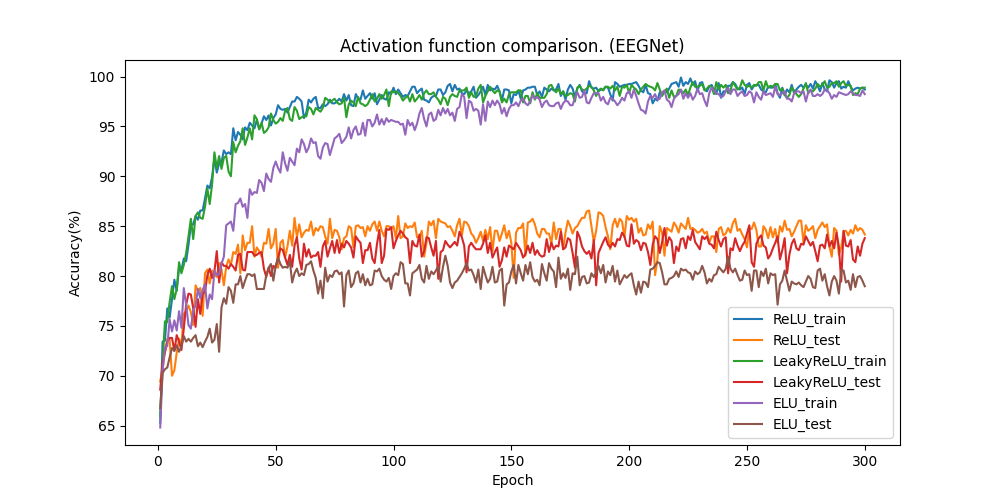 Activation function comparison. (EEGNet)
Accuracy(%)
100
95
90
85
80
75
70
65
0
50
100
150
200
250
300
Epoch
ReLU_train
ReLU_test
LeakyReLU_train
LeakyReLU_test
ELU_train
ELU_test